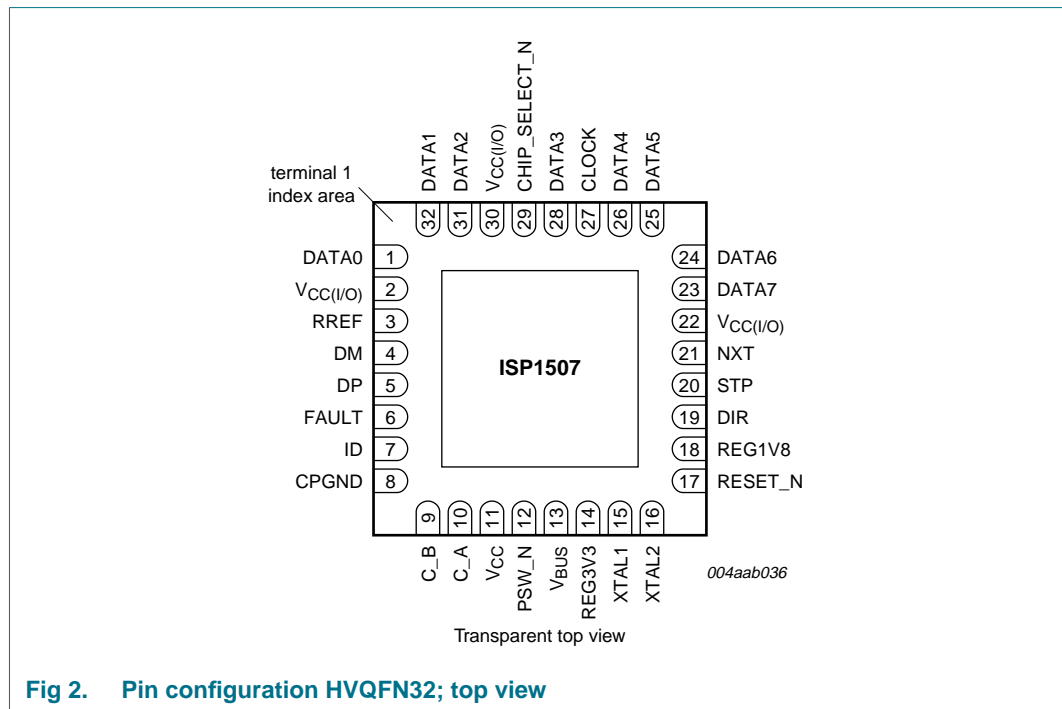 DATA1
DATA2
VCC(I/O)
CHIP_SELECT_N
DATA3
CLOCK
DATA4
DATA5
terminal 1
index area
32 31 30 29 28 27 26 25
DATA0 1
VCC(I/O) 2
RREF 3
DM 4
DP 5
FAULT 6
ID 7
CPGND 8
ISP1507
24 DATA6
23 DATA7
22 VCC(I/O)
21 NXT
20 STP
19 DIR
18 REG1V8
17 RESET_N
9 10 11 12 13 14 15 16
C_B
C_A
VCC
PSW_N
VBUS
REG3V3
XTAL1
XTAL2
004aab036
Transparent top view
Fig 2. Pin configuration HVQFN32; top view